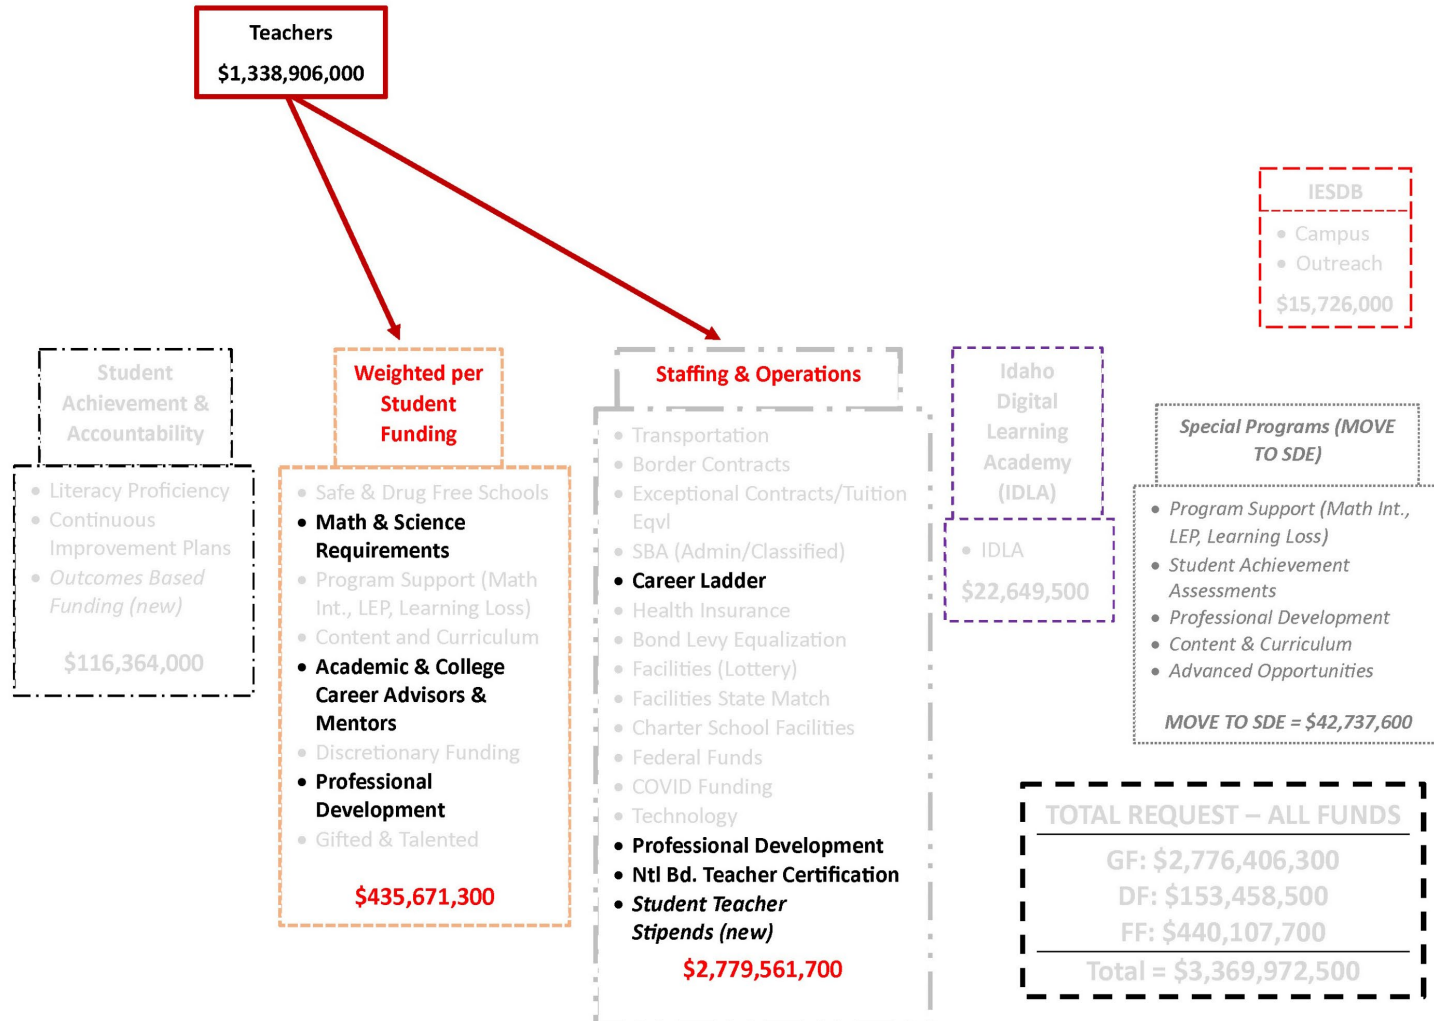 Teachers
$1,338,906,000
IESDB
• Campus
• Outreach
$15,726,000
Student
Achievement &
Accountability
• Literacy Proficiency
• Continuous
Improvement Plans
• Outcomes Based
Funding (new)
$116,364,000
Weighted per
Student
Funding
• Safe & Drug Free Schools
• Math & Science
Requirements
• Program Support (Math
Int., LEP, Learning Loss)
• Content and Curriculum
• Academic & College
Career Advisors &
Mentors
• Discretionary Funding
• Professional
Development
• Gifted & Talented
$435,671,300
Staffing & Operations
• Transportation
• Border Contracts
• Exceptional Contracts/Tuition
Eqvl
• SBA (Admin/Classified)
• Career Ladder
• Health Insurance
• Bond Levy Equalization
• Facilities (Lottery)
• Facilities State Match
• Charter School Facilities
• Federal Funds
• COVID Funding
• Technology
• Professional Development
• Ntl Bd. Teacher Certification
• Student Teacher
Stipends (new)
$2,779,561,700
Idaho
Digital
Learning
Academy
(IDLA)
• IDLA
$22,649,500
Special Programs (MOVE
TO SDE)
• Program Support (Math Int.,
LEP, Learning Loss)
• Student Achievement
Assessments
• Professional Development
• Content & Curriculum
• Advanced Opportunities
MOVE TO SDE = $42,737,600
TOTAL REQUEST – ALL FUNDS
GF: $2,776,406,300
DF: $153,458,500
FF: $440,107,700
Total = $3,369,972,500